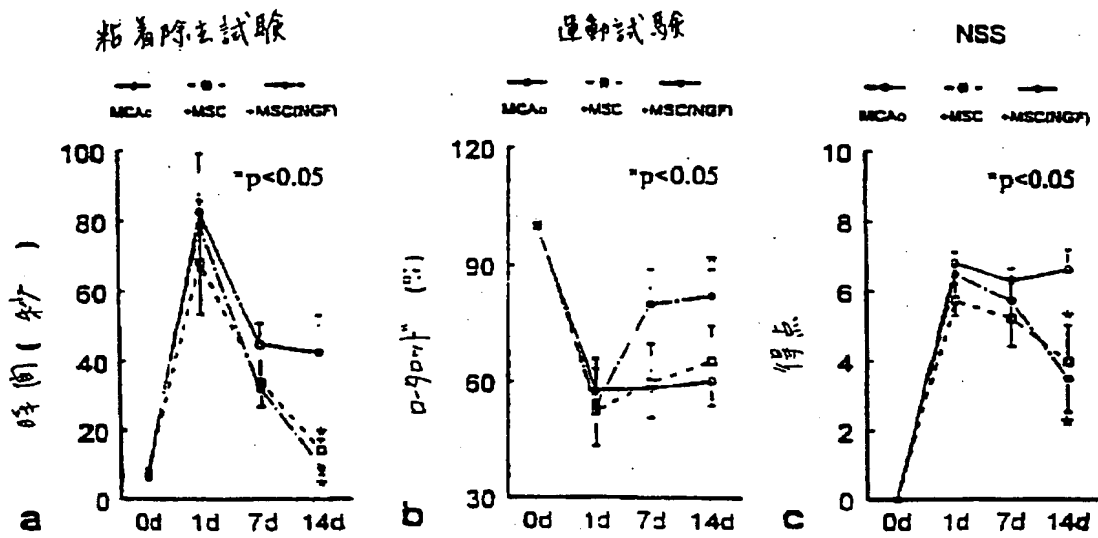 粘着除去試験
運動試験
NSS
MCAo
+MSC
+MSC(NGF)
MCAo
+MSC
+MSC(NGF)
MCAo
+MSC
+MSC(NGF)
*p<0.05
100
80
60
40
20
0
時間(秒)
0d
1d
7d
14d
a
*p<0.05
120
90
60
30
ロータロッド (%)
0d
1d
7d
14d
b
*p<0.05
10
8
6
4
2
0
得点
0d
1d
7d
14d
c